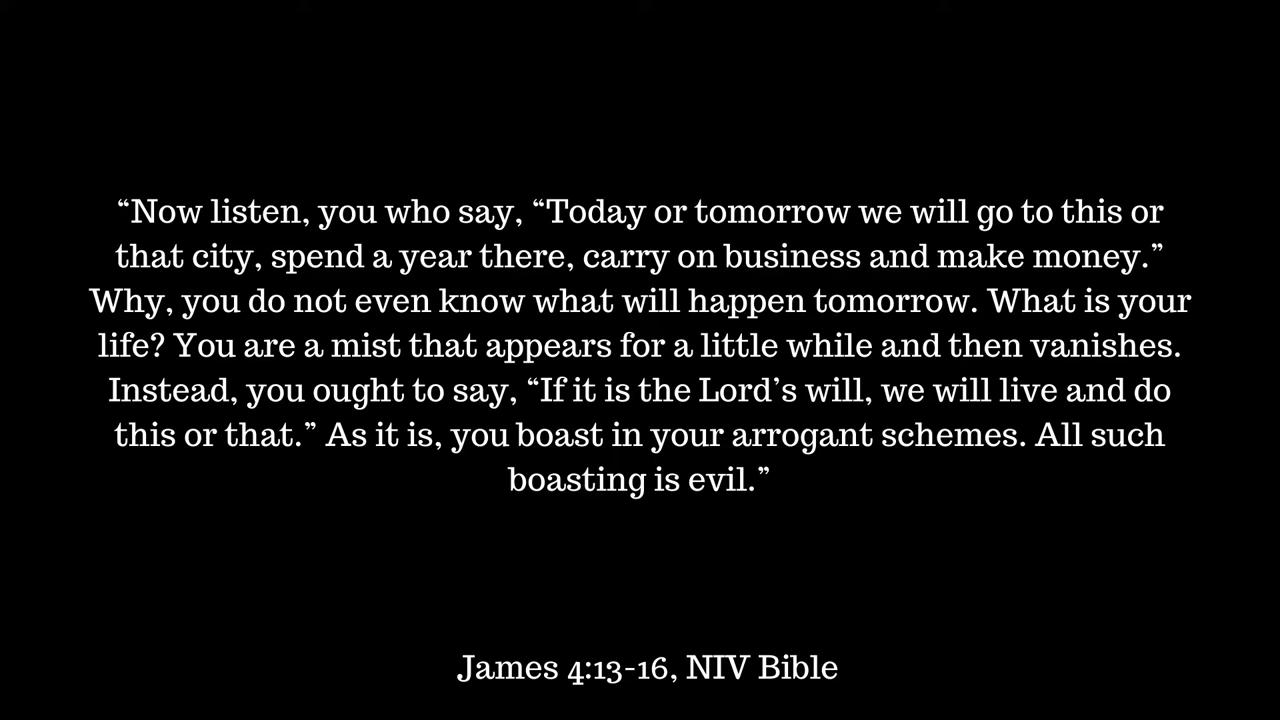 “Now listen, you who say, “Today or tomorrow we will go to this or
that city, spend a year there, carry on business and make money.”
Why, you do not even know what will happen tomorrow. What is your
life? You are a mist that appears for a little while and then vanishes.
Instead, you ought to say, “If it is the Lord’s will, we will live and do
this or that.” As it is, you boast in your arrogant schemes. All such
boasting is evil.”
James 4:13-16, NIV Bible